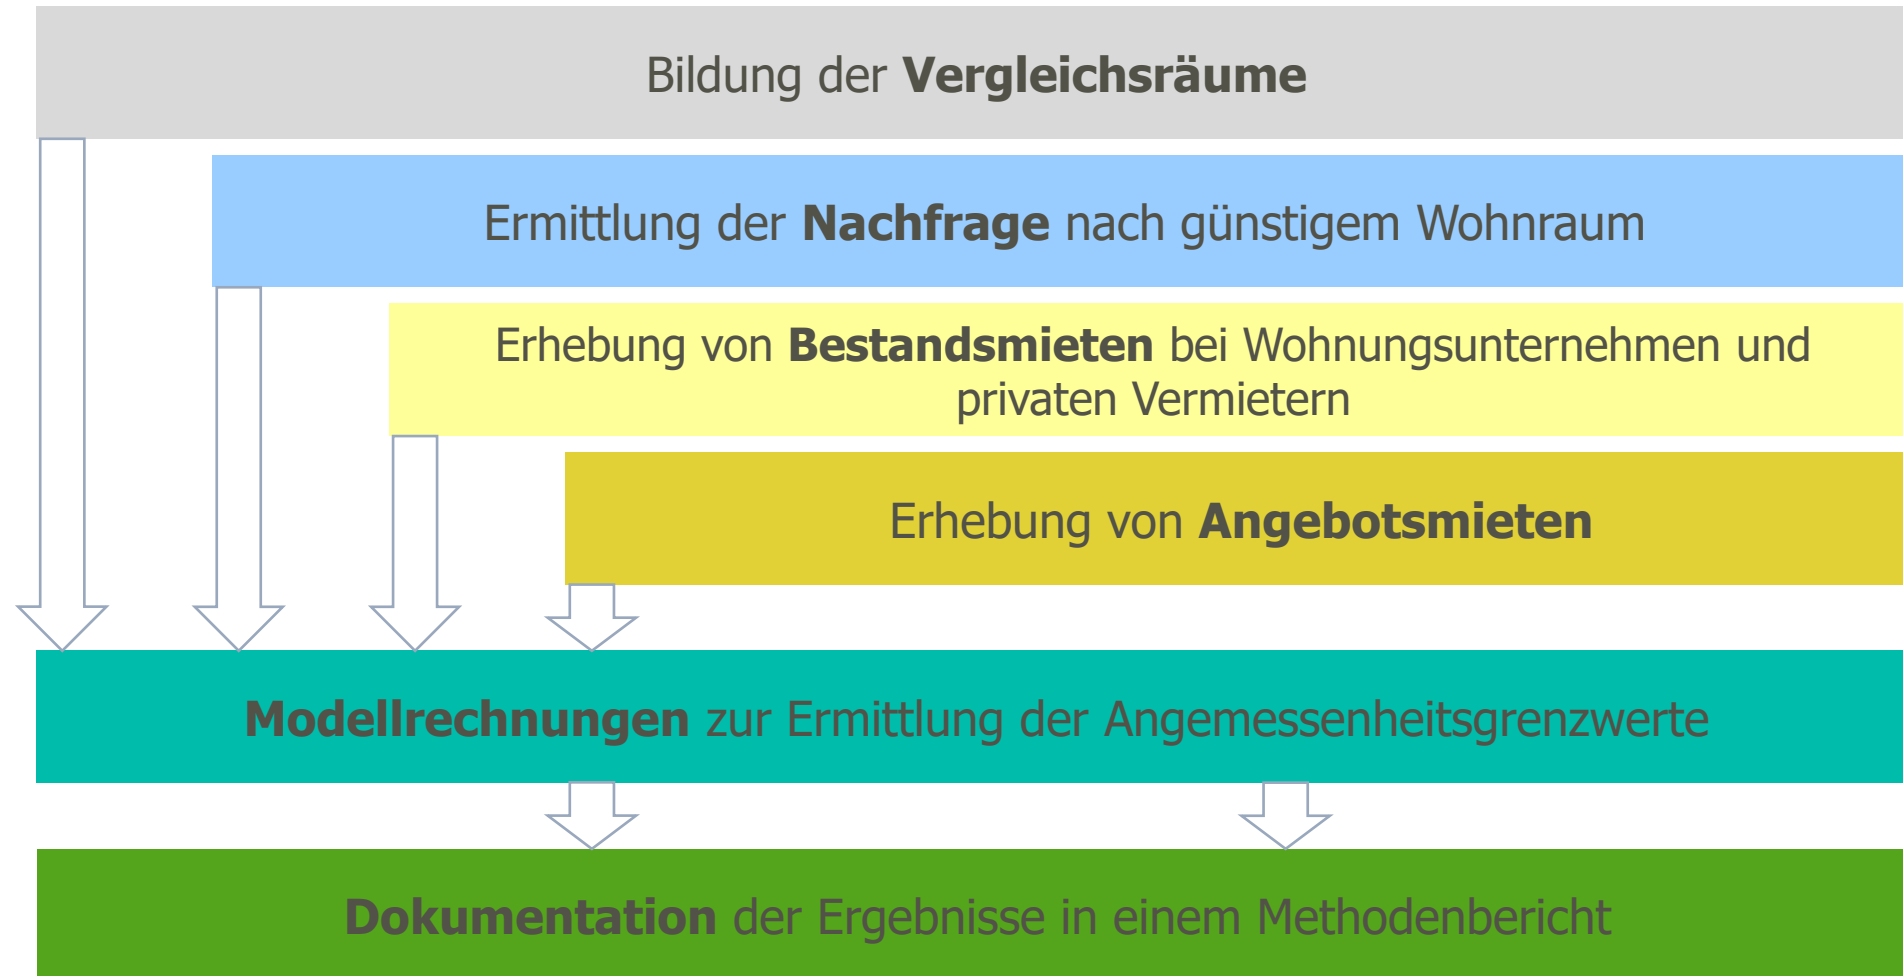 Bildung der Vergleichsräume
Ermittlung der Nachfrage nach günstigem Wohnraum
Erhebung von Bestandsmieten bei Wohnungsunternehmen und
privaten Vermietern
Erhebung von Angebotsmieten
Modellrechnungen zur Ermittlung der Angemessenheitsgrenzwerte
Dokumentation der Ergebnisse in einem Methodenbericht